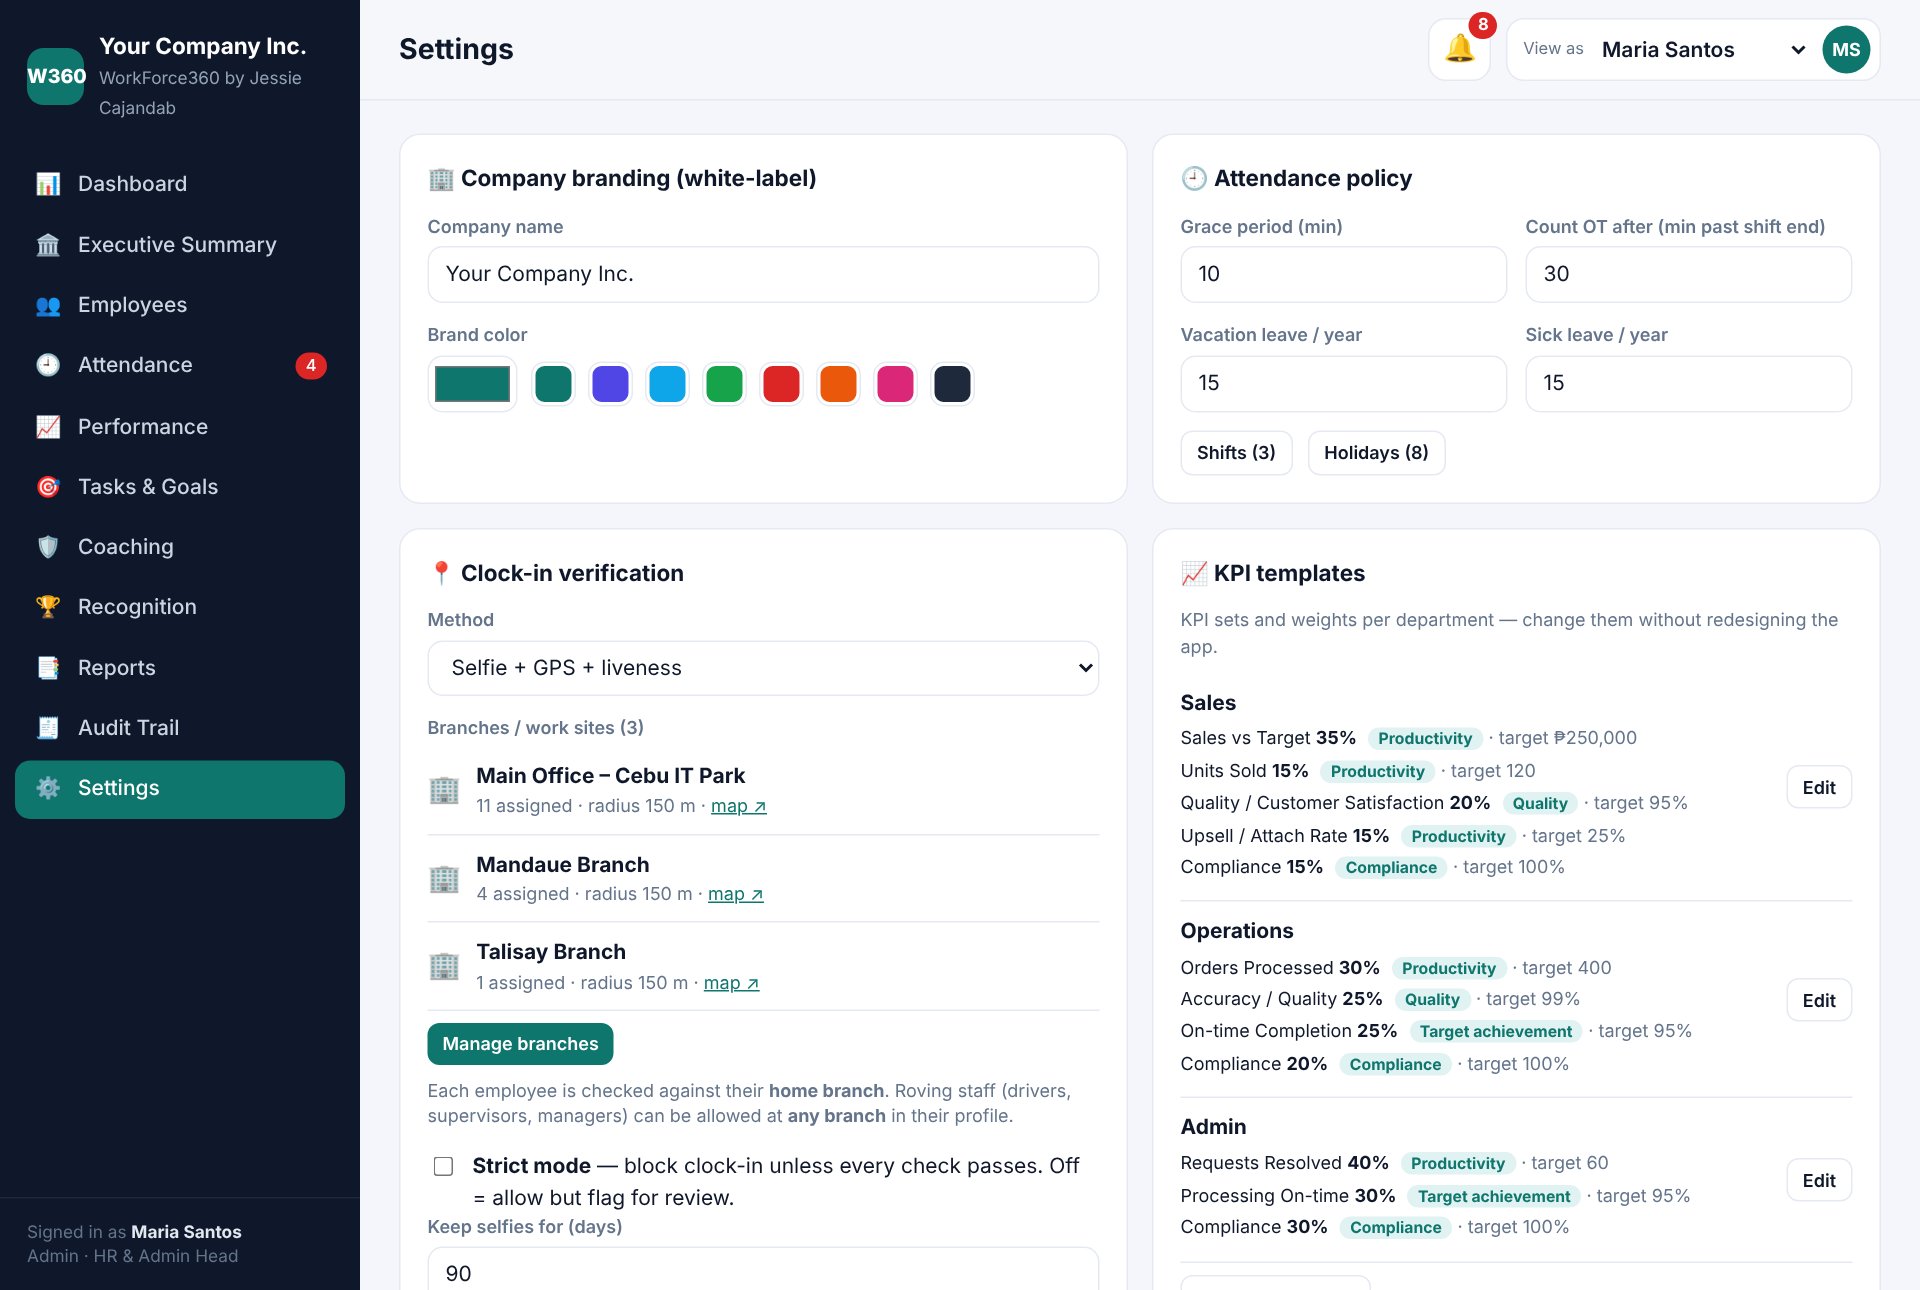 W360
Your Company Inc.
WorkForce360 by Jessie
Cajandab
Dashboard
Executive Summary
Employees
Attendance 4
Performance
Tasks & Goals
Coaching
Recognition
Reports
Audit Trail
Settings
Signed in as Maria Santos
Admin · HR & Admin Head
Settings
8
View as Maria Santos MS
Company branding (white-label)
Company name
Your Company Inc.
Brand color
Attendance policy
Grace period (min) Count OT after (min past shift end)
10 30
Vacation leave / year Sick leave / year
15 15
Shifts (3) Holidays (8)
Clock-in verification
Method
Selfie + GPS + liveness
Branches / work sites (3)
Main Office – Cebu IT Park
11 assigned · radius 150 m · map ↗
Mandaue Branch
4 assigned · radius 150 m · map ↗
Talisay Branch
1 assigned · radius 150 m · map ↗
Manage branches
Each employee is checked against their home branch. Roving staff (drivers,
supervisors, managers) can be allowed at any branch in their profile.
Strict mode — block clock-in unless every check passes. Off
= allow but flag for review.
Keep selfies for (days)
90
KPI templates
KPI sets and weights per department — change them without redesigning the
app.
Sales
Sales vs Target 35% Productivity · target ₱250,000
Units Sold 15% Productivity · target 120
Quality / Customer Satisfaction 20% Quality · target 95%
Upsell / Attach Rate 15% Productivity · target 25%
Compliance 15% Compliance · target 100%
Edit
Operations
Orders Processed 30% Productivity · target 400
Accuracy / Quality 25% Quality · target 99%
On-time Completion 25% Target achievement · target 95%
Compliance 20% Compliance · target 100%
Edit
Admin
Requests Resolved 40% Productivity · target 60
Processing On-time 30% Target achievement · target 95%
Compliance 30% Compliance · target 100%
Edit